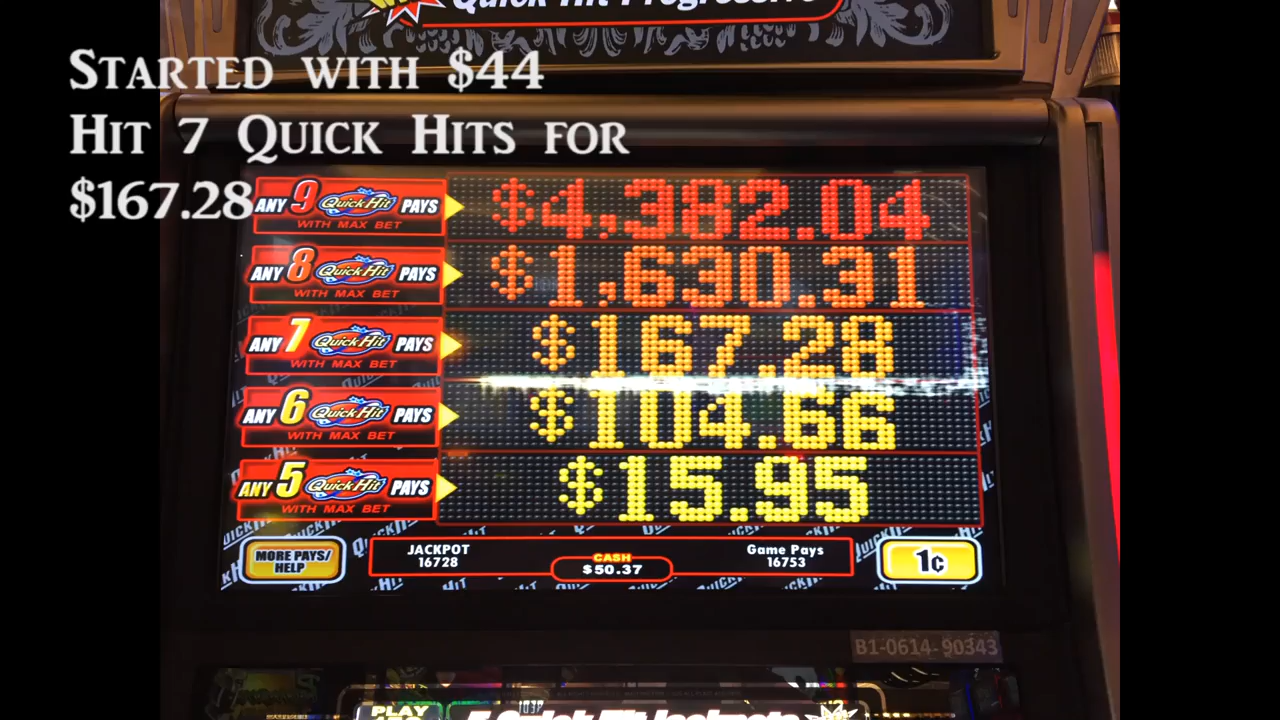 Quick Hit Progressive
STARTED WITH $44
HIT 7 QUICK HITS FOR
$167.28
ANY 9 Quick Hit PAYS $4,382.04
WITH MAX BET
ANY 8 Quick Hit PAYS $1,630.31
WITH MAX BET
ANY 7 Quick Hit PAYS $167.28
WITH MAX BET
ANY 6 Quick Hit PAYS $104.66
WITH MAX BET
ANY 5 Quick Hit PAYS $15.95
WITH MAX BET
MORE PAYS/
HELP
JACKPOT
16728
CASH
$50.37
Game Pays
16753
1¢
B1-0614-90343
PLAY
Quick Hit Jackpots